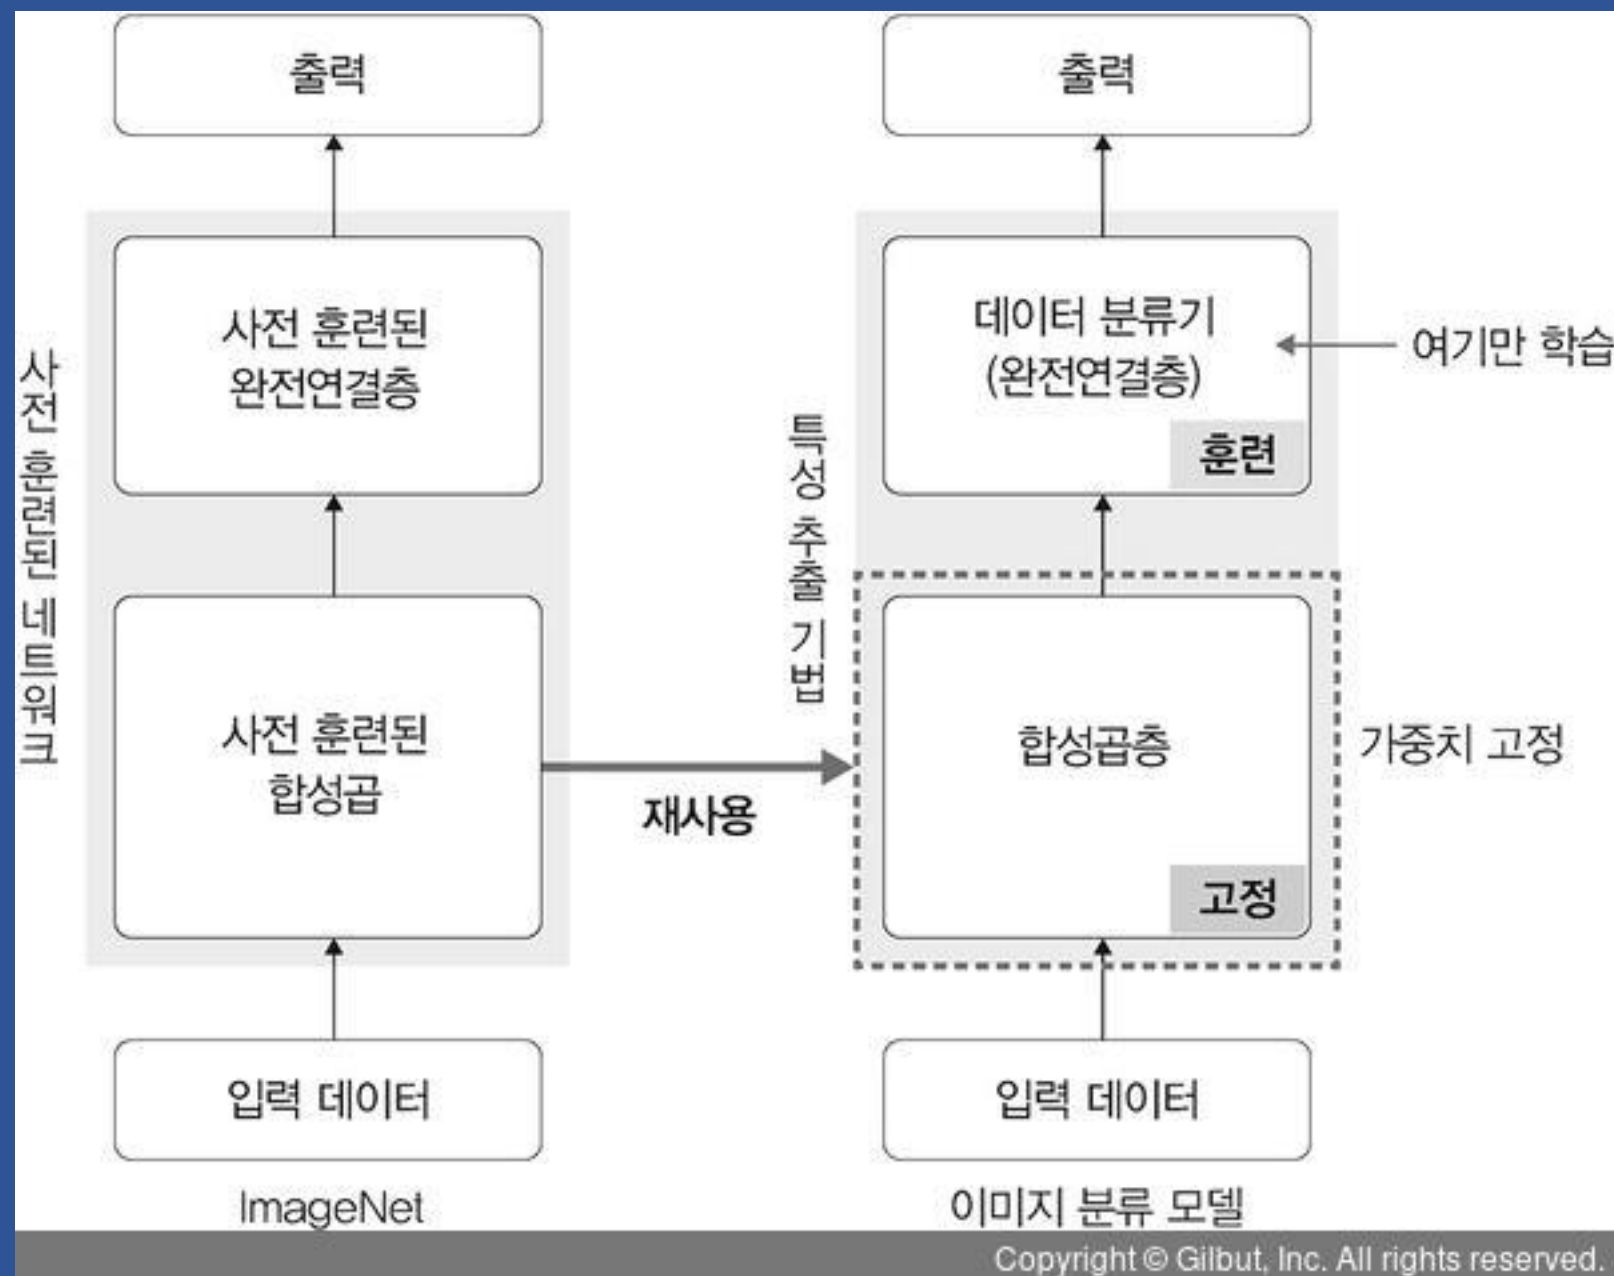 출력
사전 훈련된
완전연결층
사전 훈련된 네트워크
사전 훈련된
합성곱
입력 데이터
ImageNet
재사용
출력
데이터 분류기
(완전연결층)
훈련
여기만 학습
특성 추출 기법
합성곱층
고정
가중치 고정
입력 데이터
이미지 분류 모델
Copyright © Gilbut, Inc. All rights reserved.